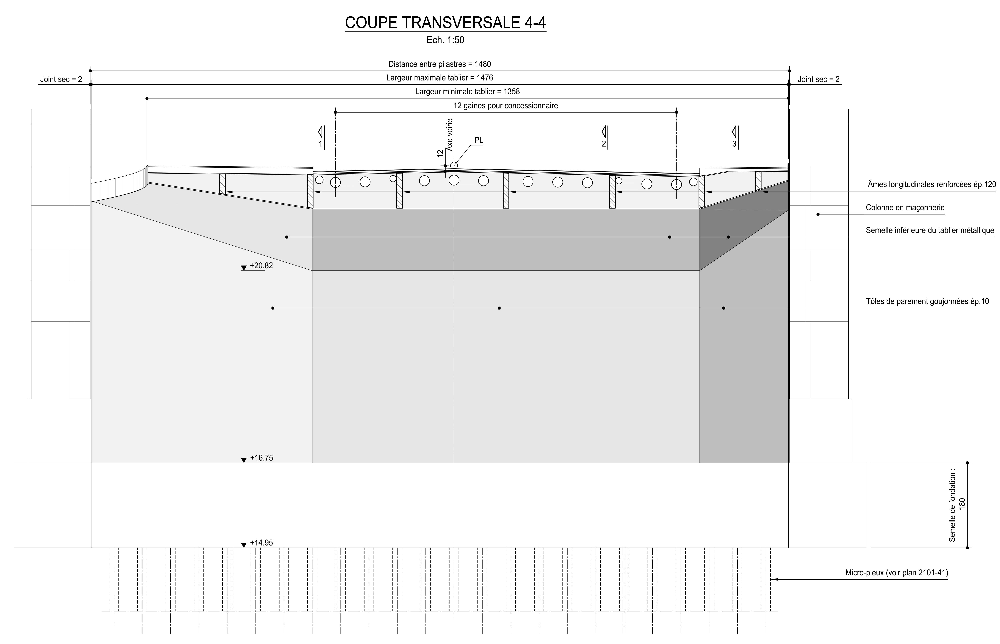 COUPE TRANSVERSALE 4-4
Ech. 1:50
Distance entre pilastres = 1480
Joint sec = 2
Largeur maximale tablier = 1476
Joint sec = 2
Largeur minimale tablier = 1358
12 gaines pour concessionnaire
Axe voirie
PL
12
1
2
3
Âmes longitudinales renforcées ép.120
Colonne en maçonnerie
Semelle inférieure du tablier métallique
+20.82
Tôles de parement goujonnées ép.10
+16.75
Semelle de fondation :
180
+14.95
Micro-pieux (voir plan 2101-41)